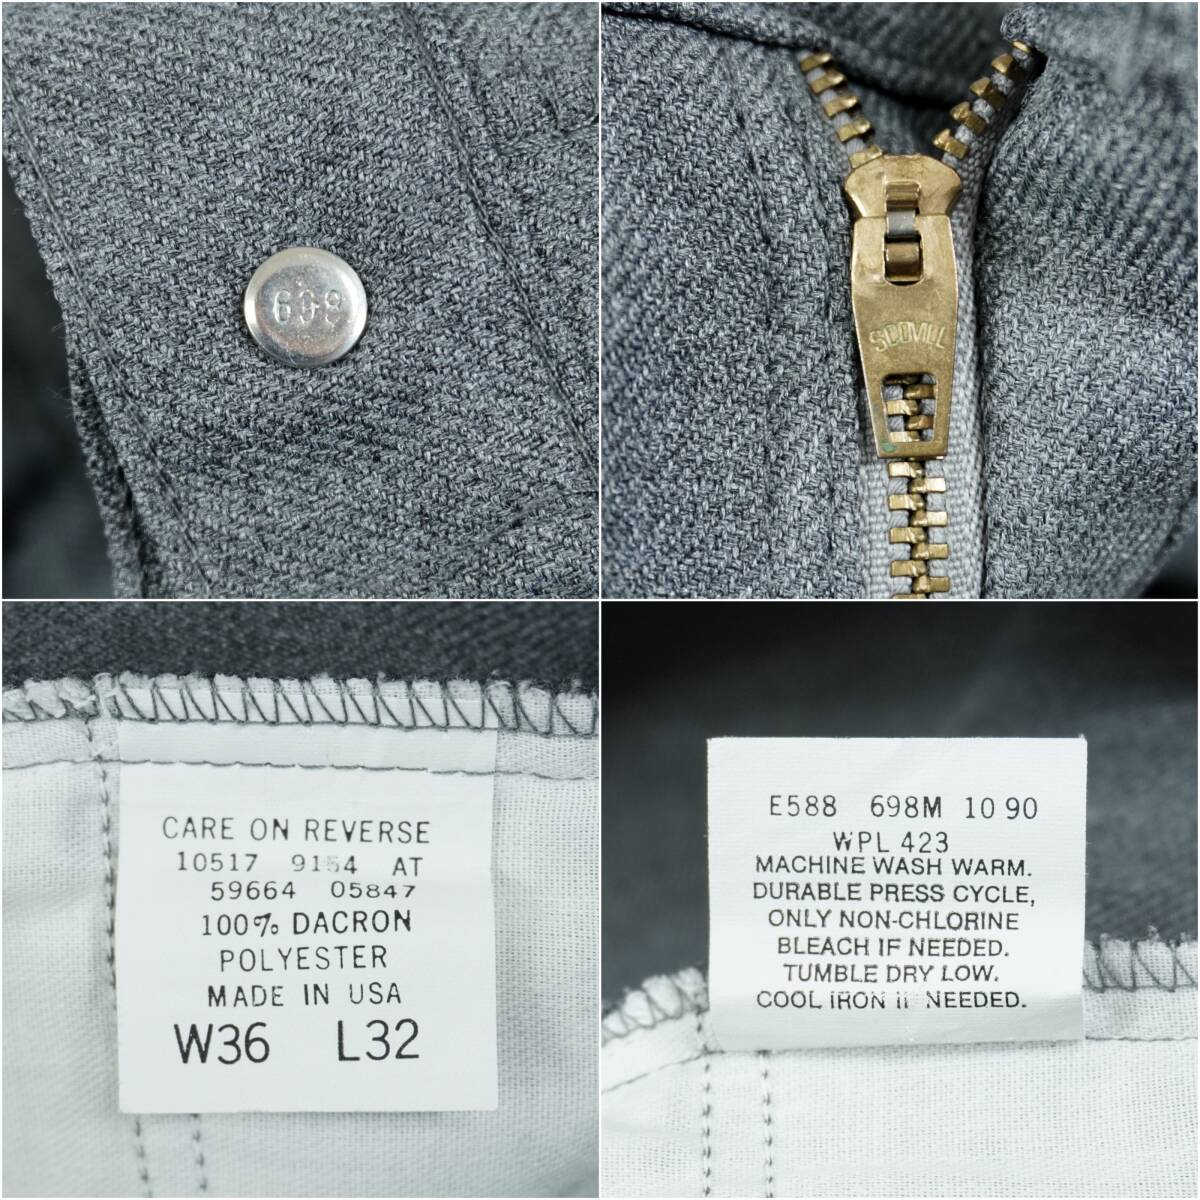 698
SCOVILL
CARE ON REVERSE
10517 9154 AT
59664 05847
100% DACRON
POLYESTER
MADE IN USA
W36 L32
E588 698M 10 90
WPL 423
MACHINE WASH WARM.
DURABLE PRESS CYCLE,
ONLY NON-CHLORINE
BLEACH IF NEEDED.
TUMBLE DRY LOW.
COOL IRON IF NEEDED.